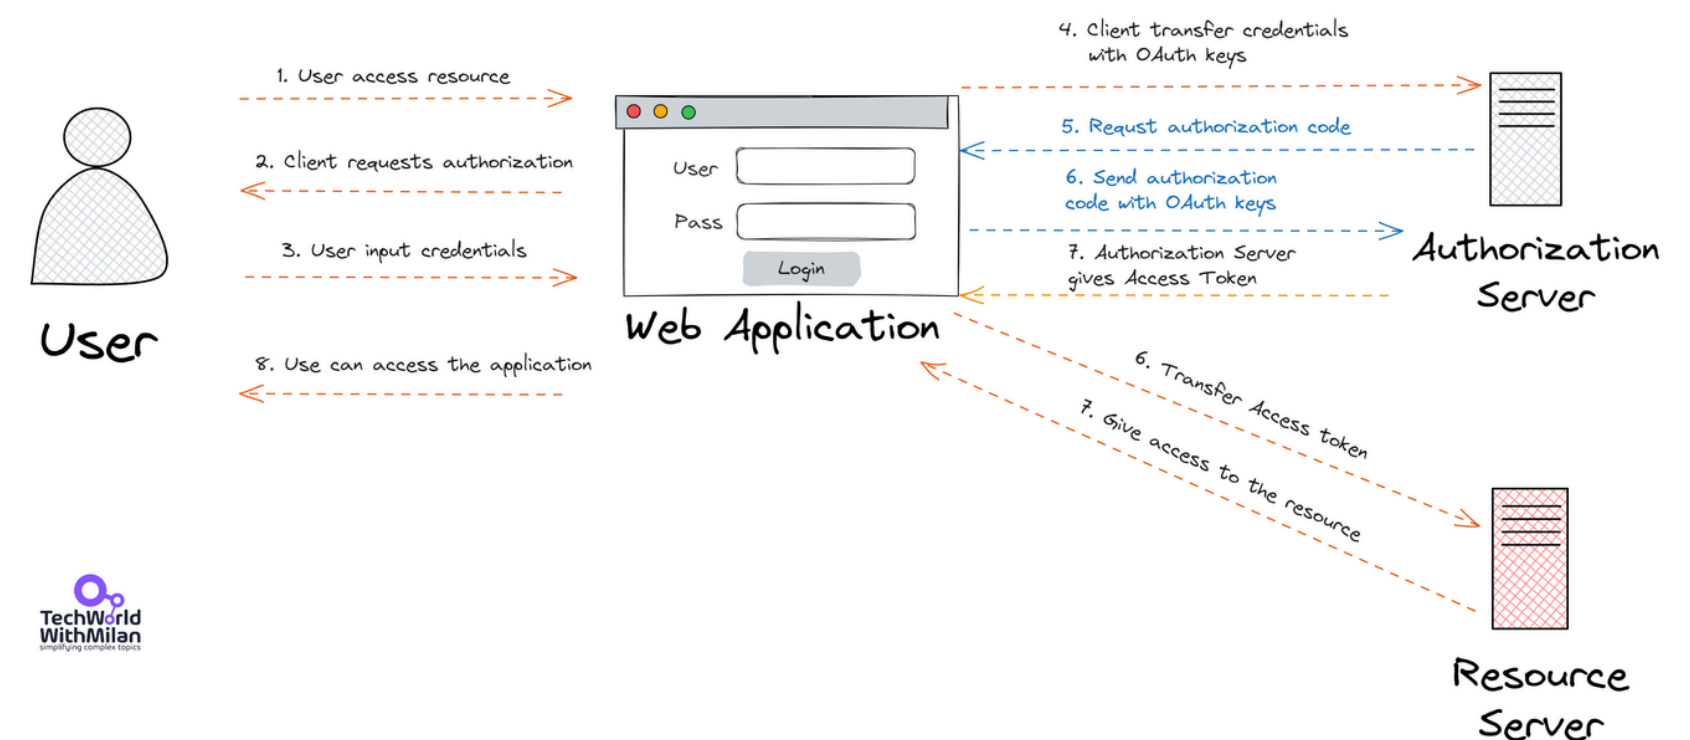 1. User access resource
2. Client requests authorization
3. User input credentials
8. Use can access the application
User
User
Pass
Login
Web Application
4. Client transfer credentials
with OAuth keys
5. Requst authorization code
6. Send authorization
code with OAuth keys
7. Authorization Server
gives Access Token
Authorization
Server
6. Transfer Access token
7. Give access to the resource
Resource
Server
TechWorld
WithMilan
simplifying complex topics